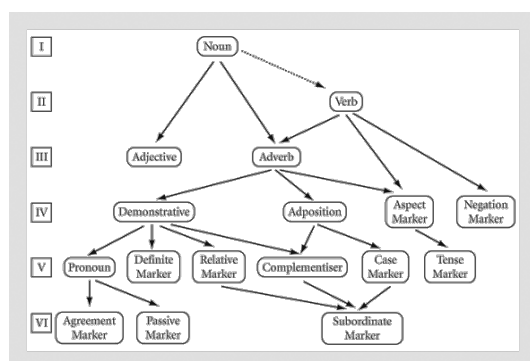 I
Noun
II
Verb
III
Adjective
Adverb
IV
Demonstrative
Adposition
Aspect
Marker
Negation
Marker
V
Pronoun
Definite
Marker
Relative
Marker
Complementiser
Case
Marker
Tense
Marker
VI
Agreement
Marker
Passive
Marker
Subordinate
Marker